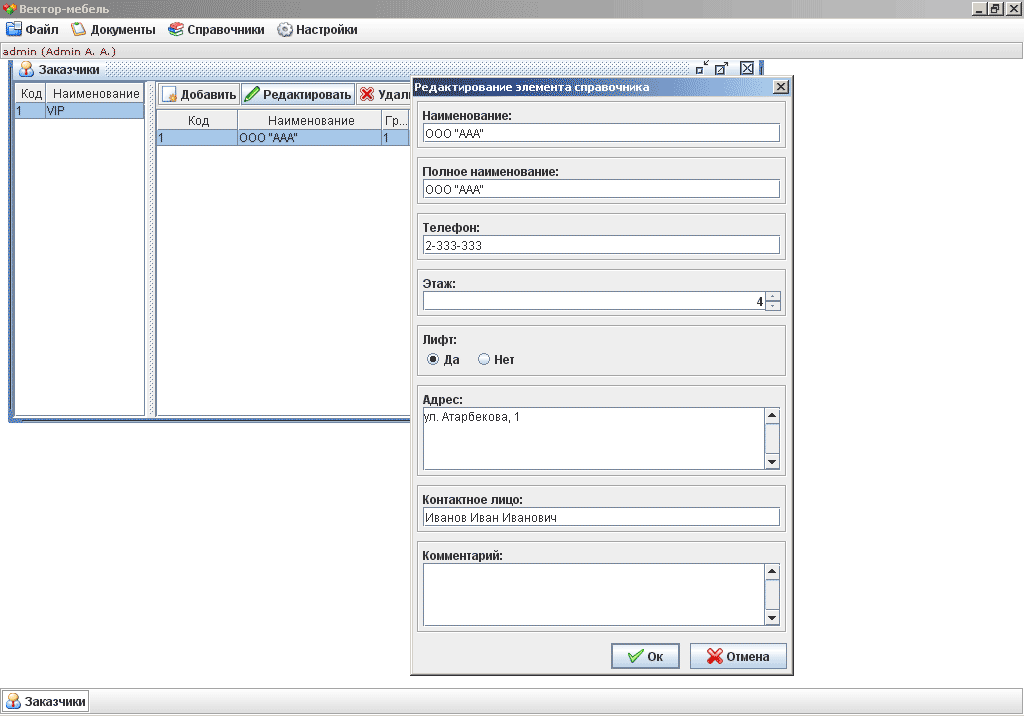 Вектор-мебель
Файл Документы Справочники Настройки
admin (Admin A. A.)
Заказчики
Код Наименование
1 VIP
Добавить Редактировать Удал
Код Наименование Гр...
1 ООО "ААА" 1
Редактирование элемента справочника
Наименование:
ООО "ААА"
Полное наименование:
ООО "ААА"
Телефон:
2-333-333
Этаж:
4
Лифт:
Да Нет
Адрес:
ул. Атарбекова, 1
Контактное лицо:
Иванов Иван Иванович
Комментарий:
Ок Отмена
Заказчики